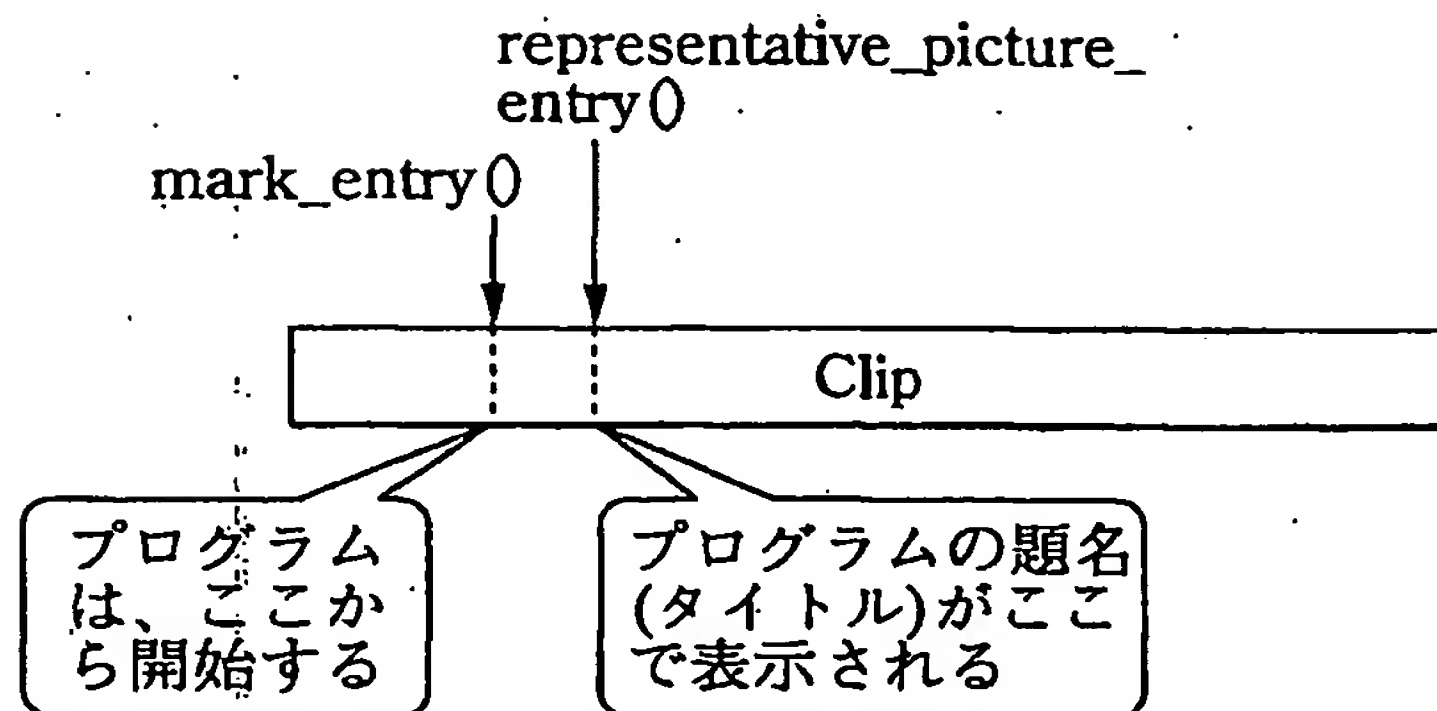 representative_picture_
entry()
mark_entry()
Clip
プログラム
は、ここか
ら開始する
プログラムの題名
(タイトル)がここ
で表示される